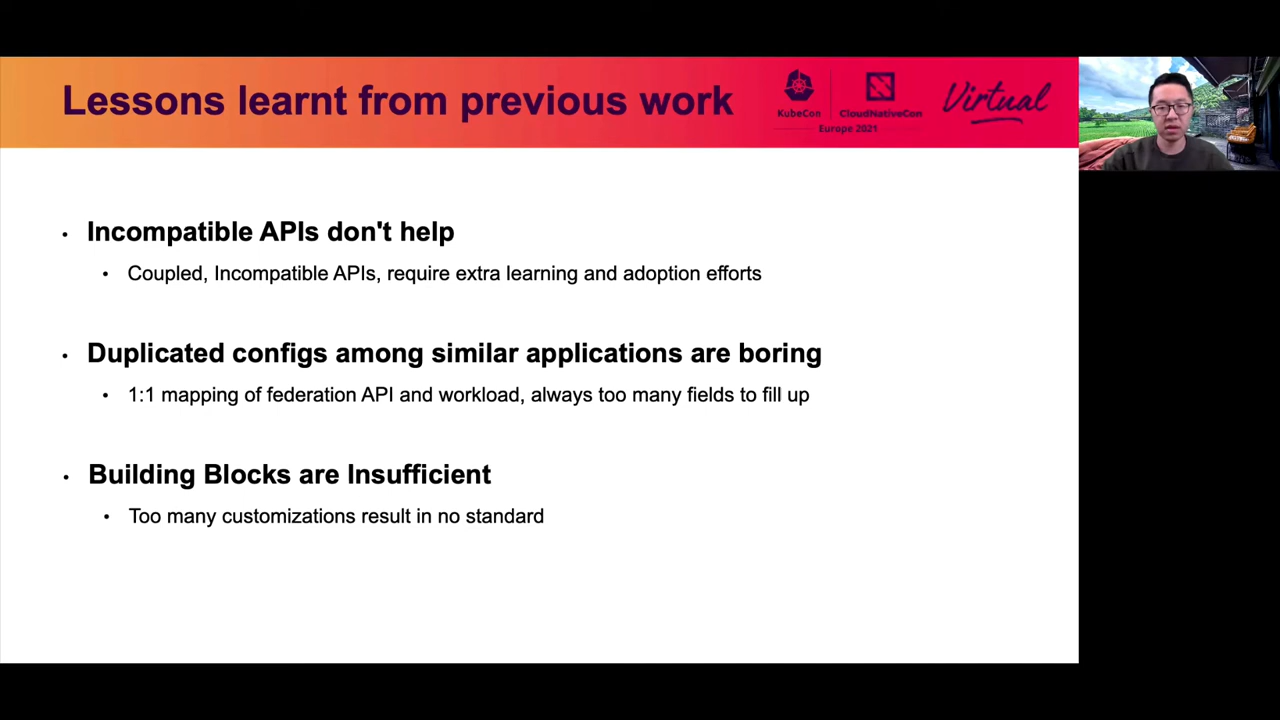 Lessons learnt from previous work
KubeCon
CloudNativeCon
Europe 2021
Virtual
• Incompatible APIs don't help
• Coupled, Incompatible APIs, require extra learning and adoption efforts
• Duplicated configs among similar applications are boring
• 1:1 mapping of federation API and workload, always too many fields to fill up
• Building Blocks are Insufficient
• Too many customizations result in no standard